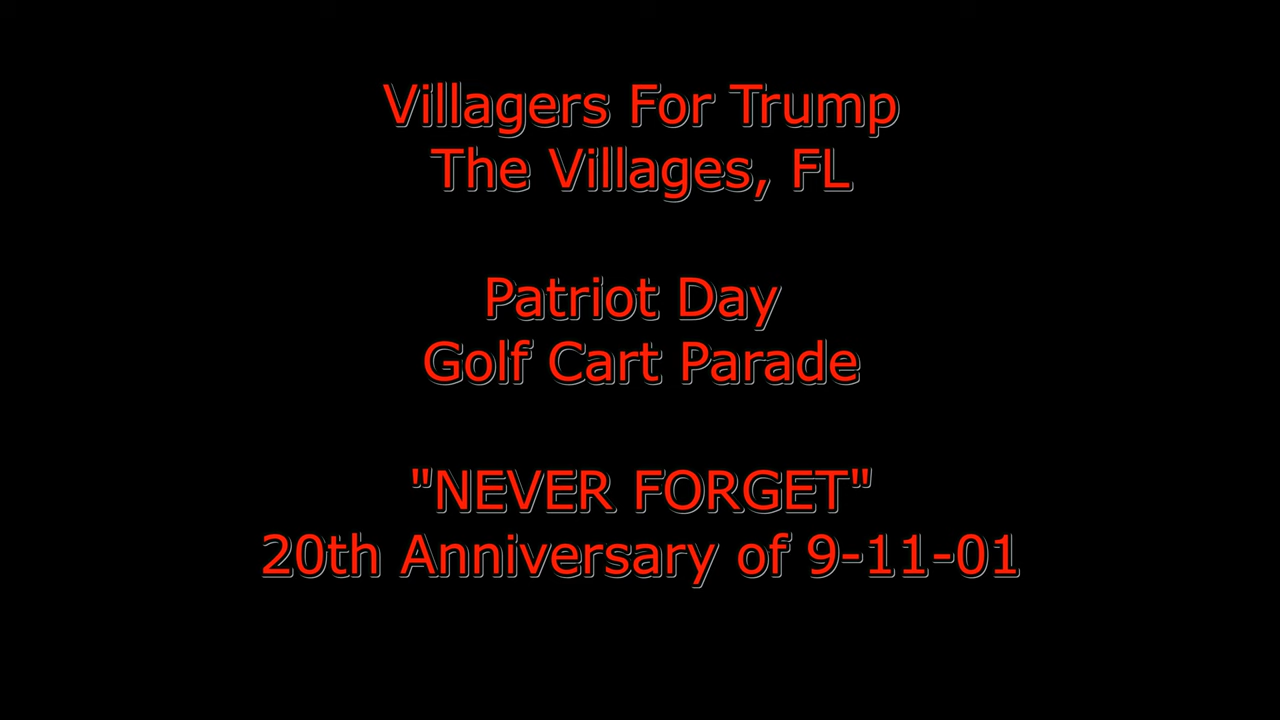 Villagers For Trump
The Villages, FL
Patriot Day
Golf Cart Parade
"NEVER FORGET"
20th Anniversary of 9-11-01